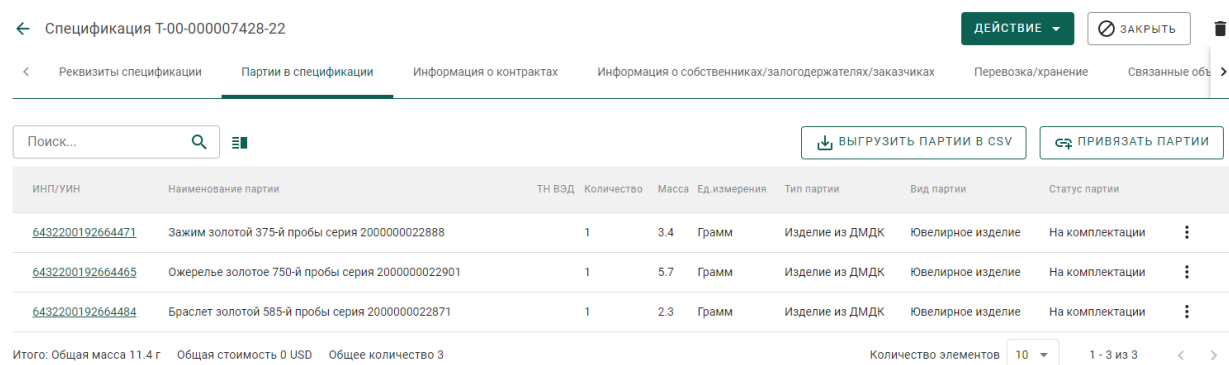 Спецификация Т-00-000007428-22 ДЕЙСТВИЕ ЗАКРЫТЬ
Реквизиты спецификации Партии в спецификации Информация о контрактах Информация о собственниках/залогодержателях/заказчиках Перевозка/хранение Связанные объ
Поиск... ВЫГРУЗИТЬ ПАРТИИ В CSV ПРИВЯЗАТЬ ПАРТИИ
ИНП/УИН Наименование партии ТН ВЭД Количество Масса Ед.измерения Тип партии Вид партии Статус партии
6432200192664471 Зажим золотой 375-й пробы серия 2000000022888 1 3.4 Грамм Изделие из ДМДК Ювелирное изделие На комплектации
6432200192664465 Ожерелье золотое 750-й пробы серия 2000000022901 1 5.7 Грамм Изделие из ДМДК Ювелирное изделие На комплектации
6432200192664484 Браслет золотой 585-й пробы серия 2000000022871 1 2.3 Грамм Изделие из ДМДК Ювелирное изделие На комплектации
Итого: Общая масса 11.4 г Общая стоимость 0 USD Общее количество 3 Количество элементов 10 1 - 3 из 3